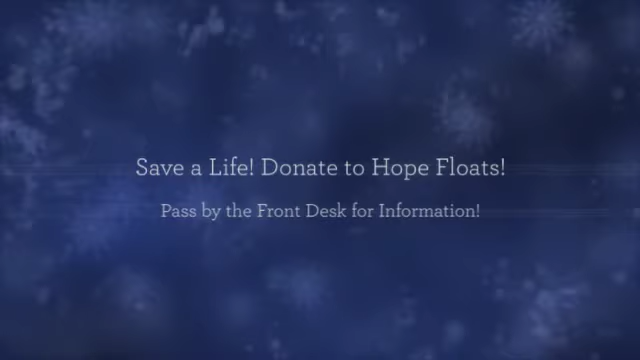 Save a Life! Donate to Hope Floats!
Pass by the Front Desk for Information!